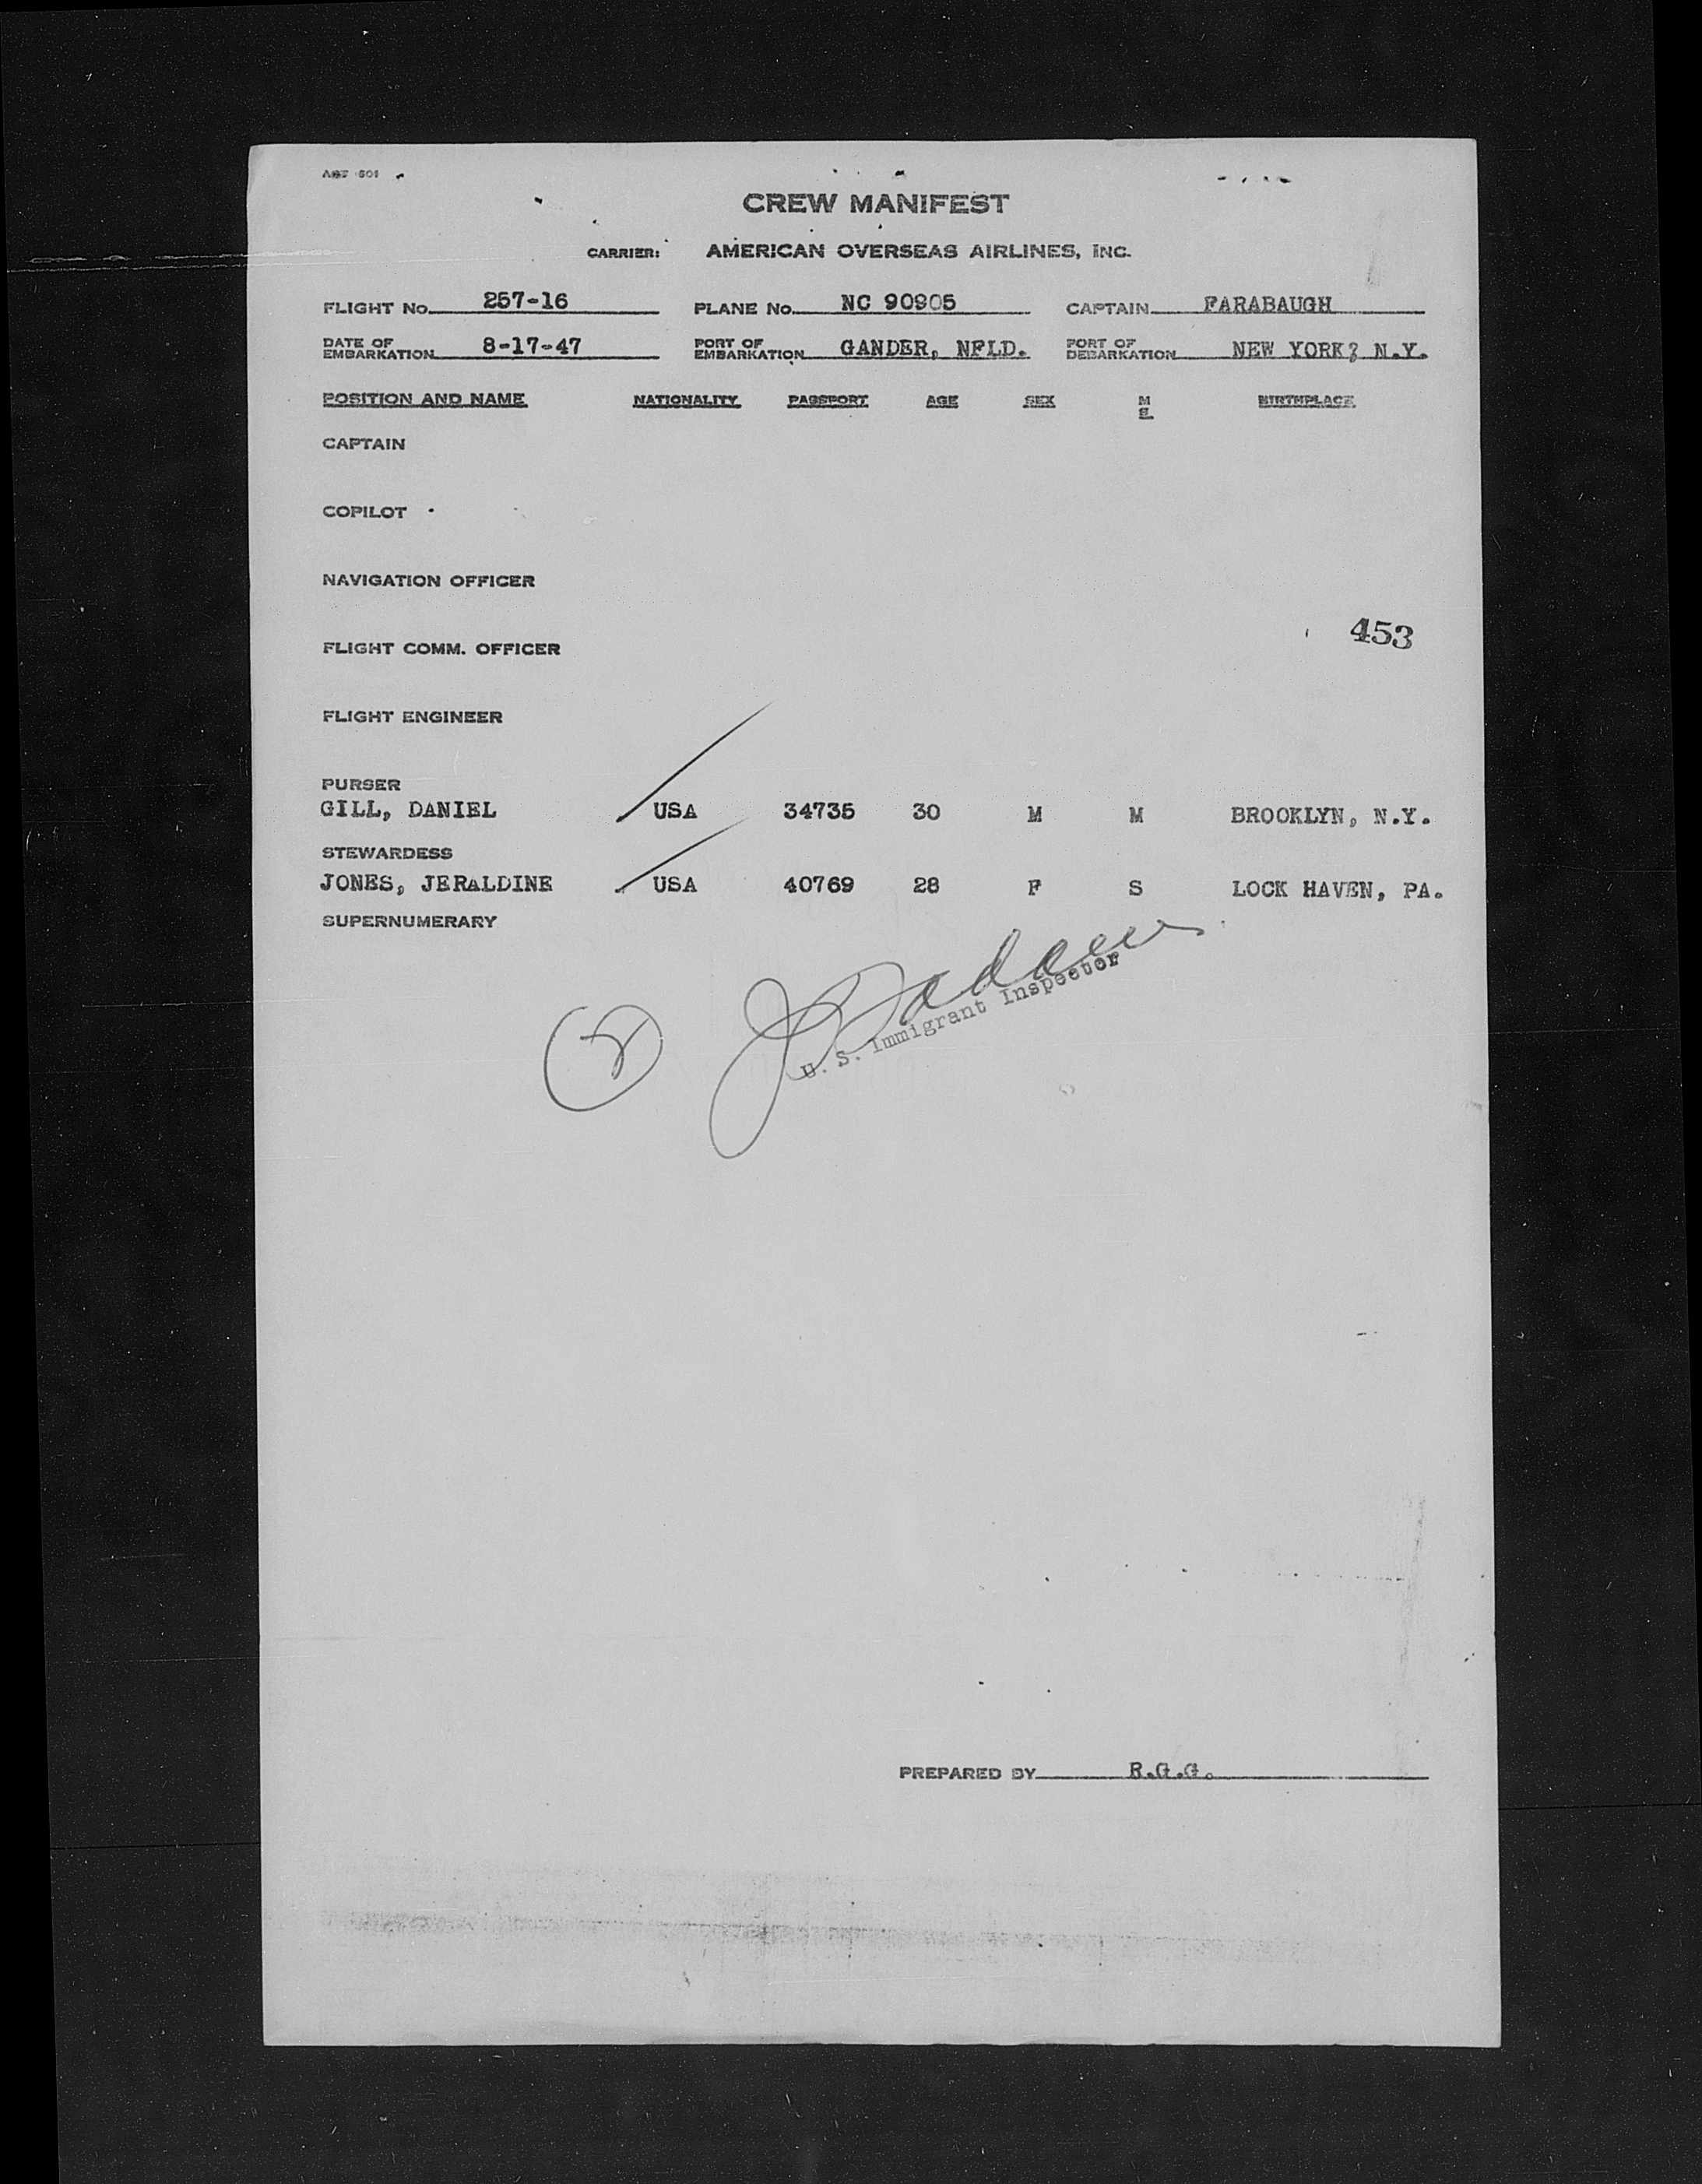 CREW MANIFEST
CARRIER: AMERICAN OVERSEAS AIRLINES, INC.
FLIGHT No. 257-16 PLANE No. NC 90905 CAPTAIN FARABAUGH
DATE OF EMBARKATION 8-17-47 PORT OF EMBARKATION GANDER, NFLD. PORT OF DEBARKATION NEW YORK? N.Y.
POSITION AND NAME NATIONALITY PASSPORT AGE SEX M S BIRTHPLACE
CAPTAIN
COPILOT
NAVIGATION OFFICER
453
FLIGHT COMM. OFFICER
FLIGHT ENGINEER
PURSER
GILL, DANIEL USA 34735 30 M M BROOKLYN, N.Y.
STEWARDESS
JONES, JERALDINE USA 40769 28 F S LOCK HAVEN, PA.
SUPERNUMERARY
U. S. Immigrant Inspector
PREPARED BY R.G.G.